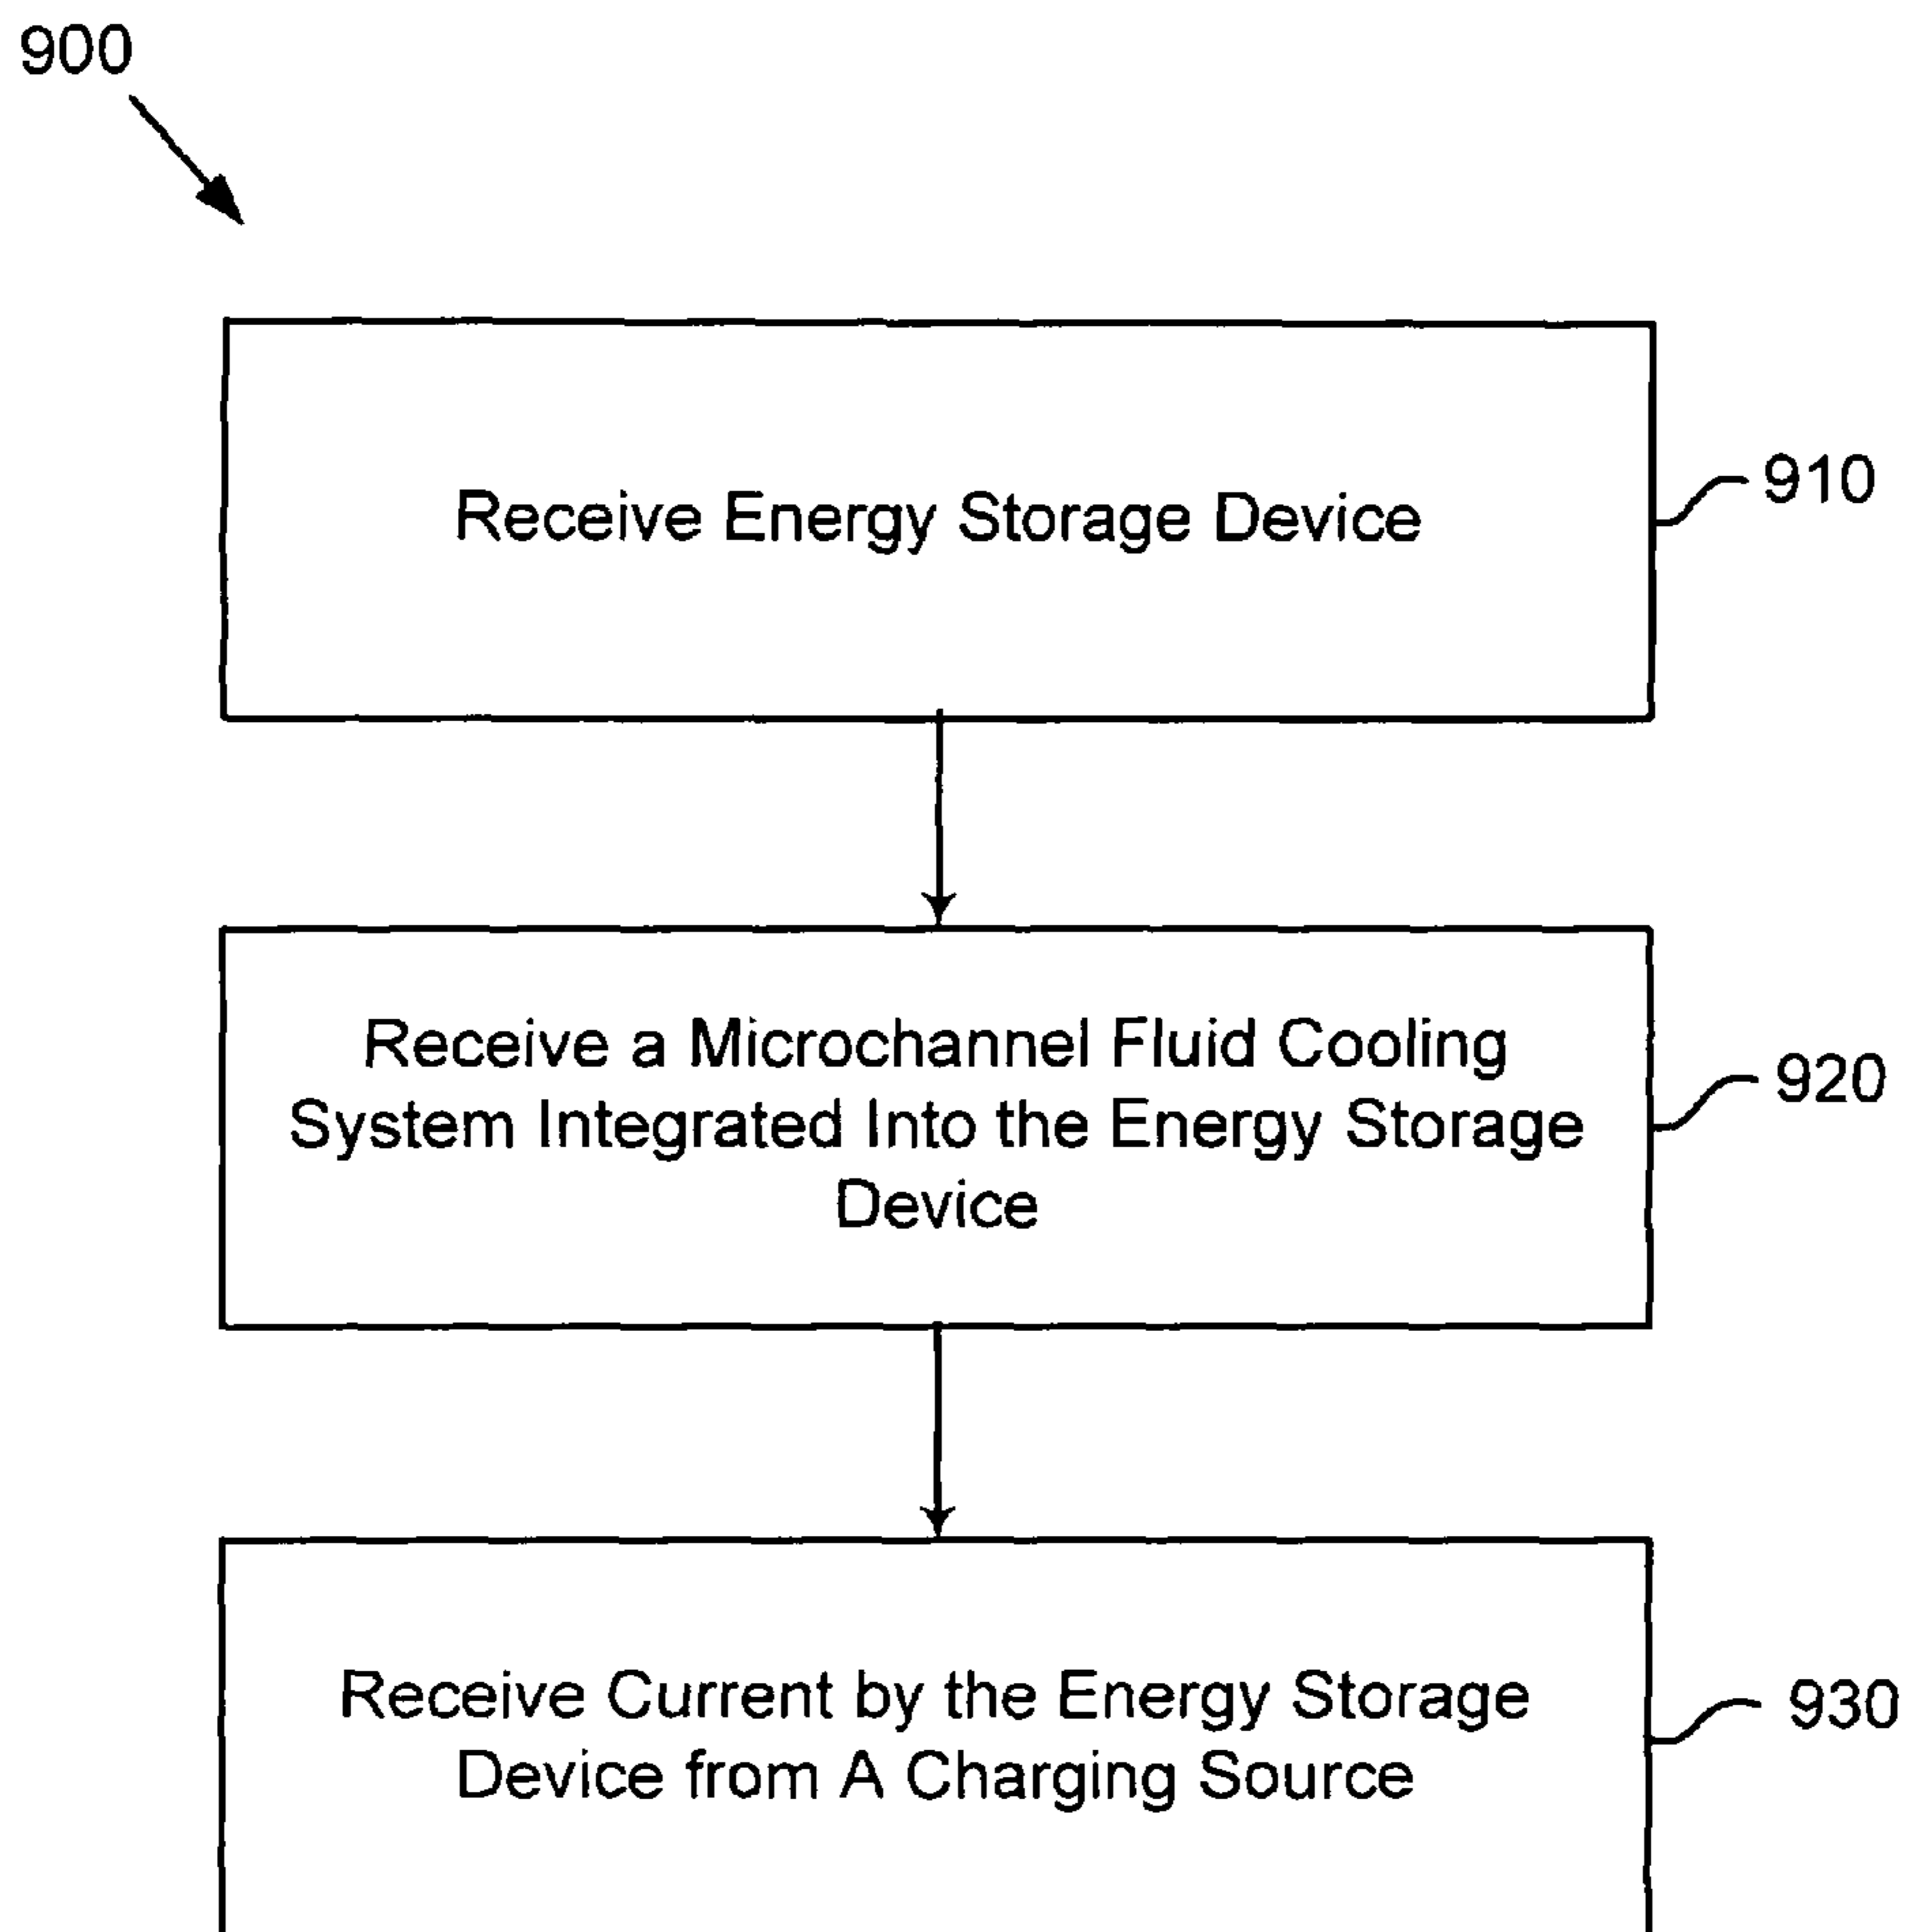 900
Receive Energy Storage Device
910
Receive a Microchannel Fluid Cooling
System Integrated Into the Energy Storage
Device
920
Receive Current by the Energy Storage
Device from A Charging Source
930